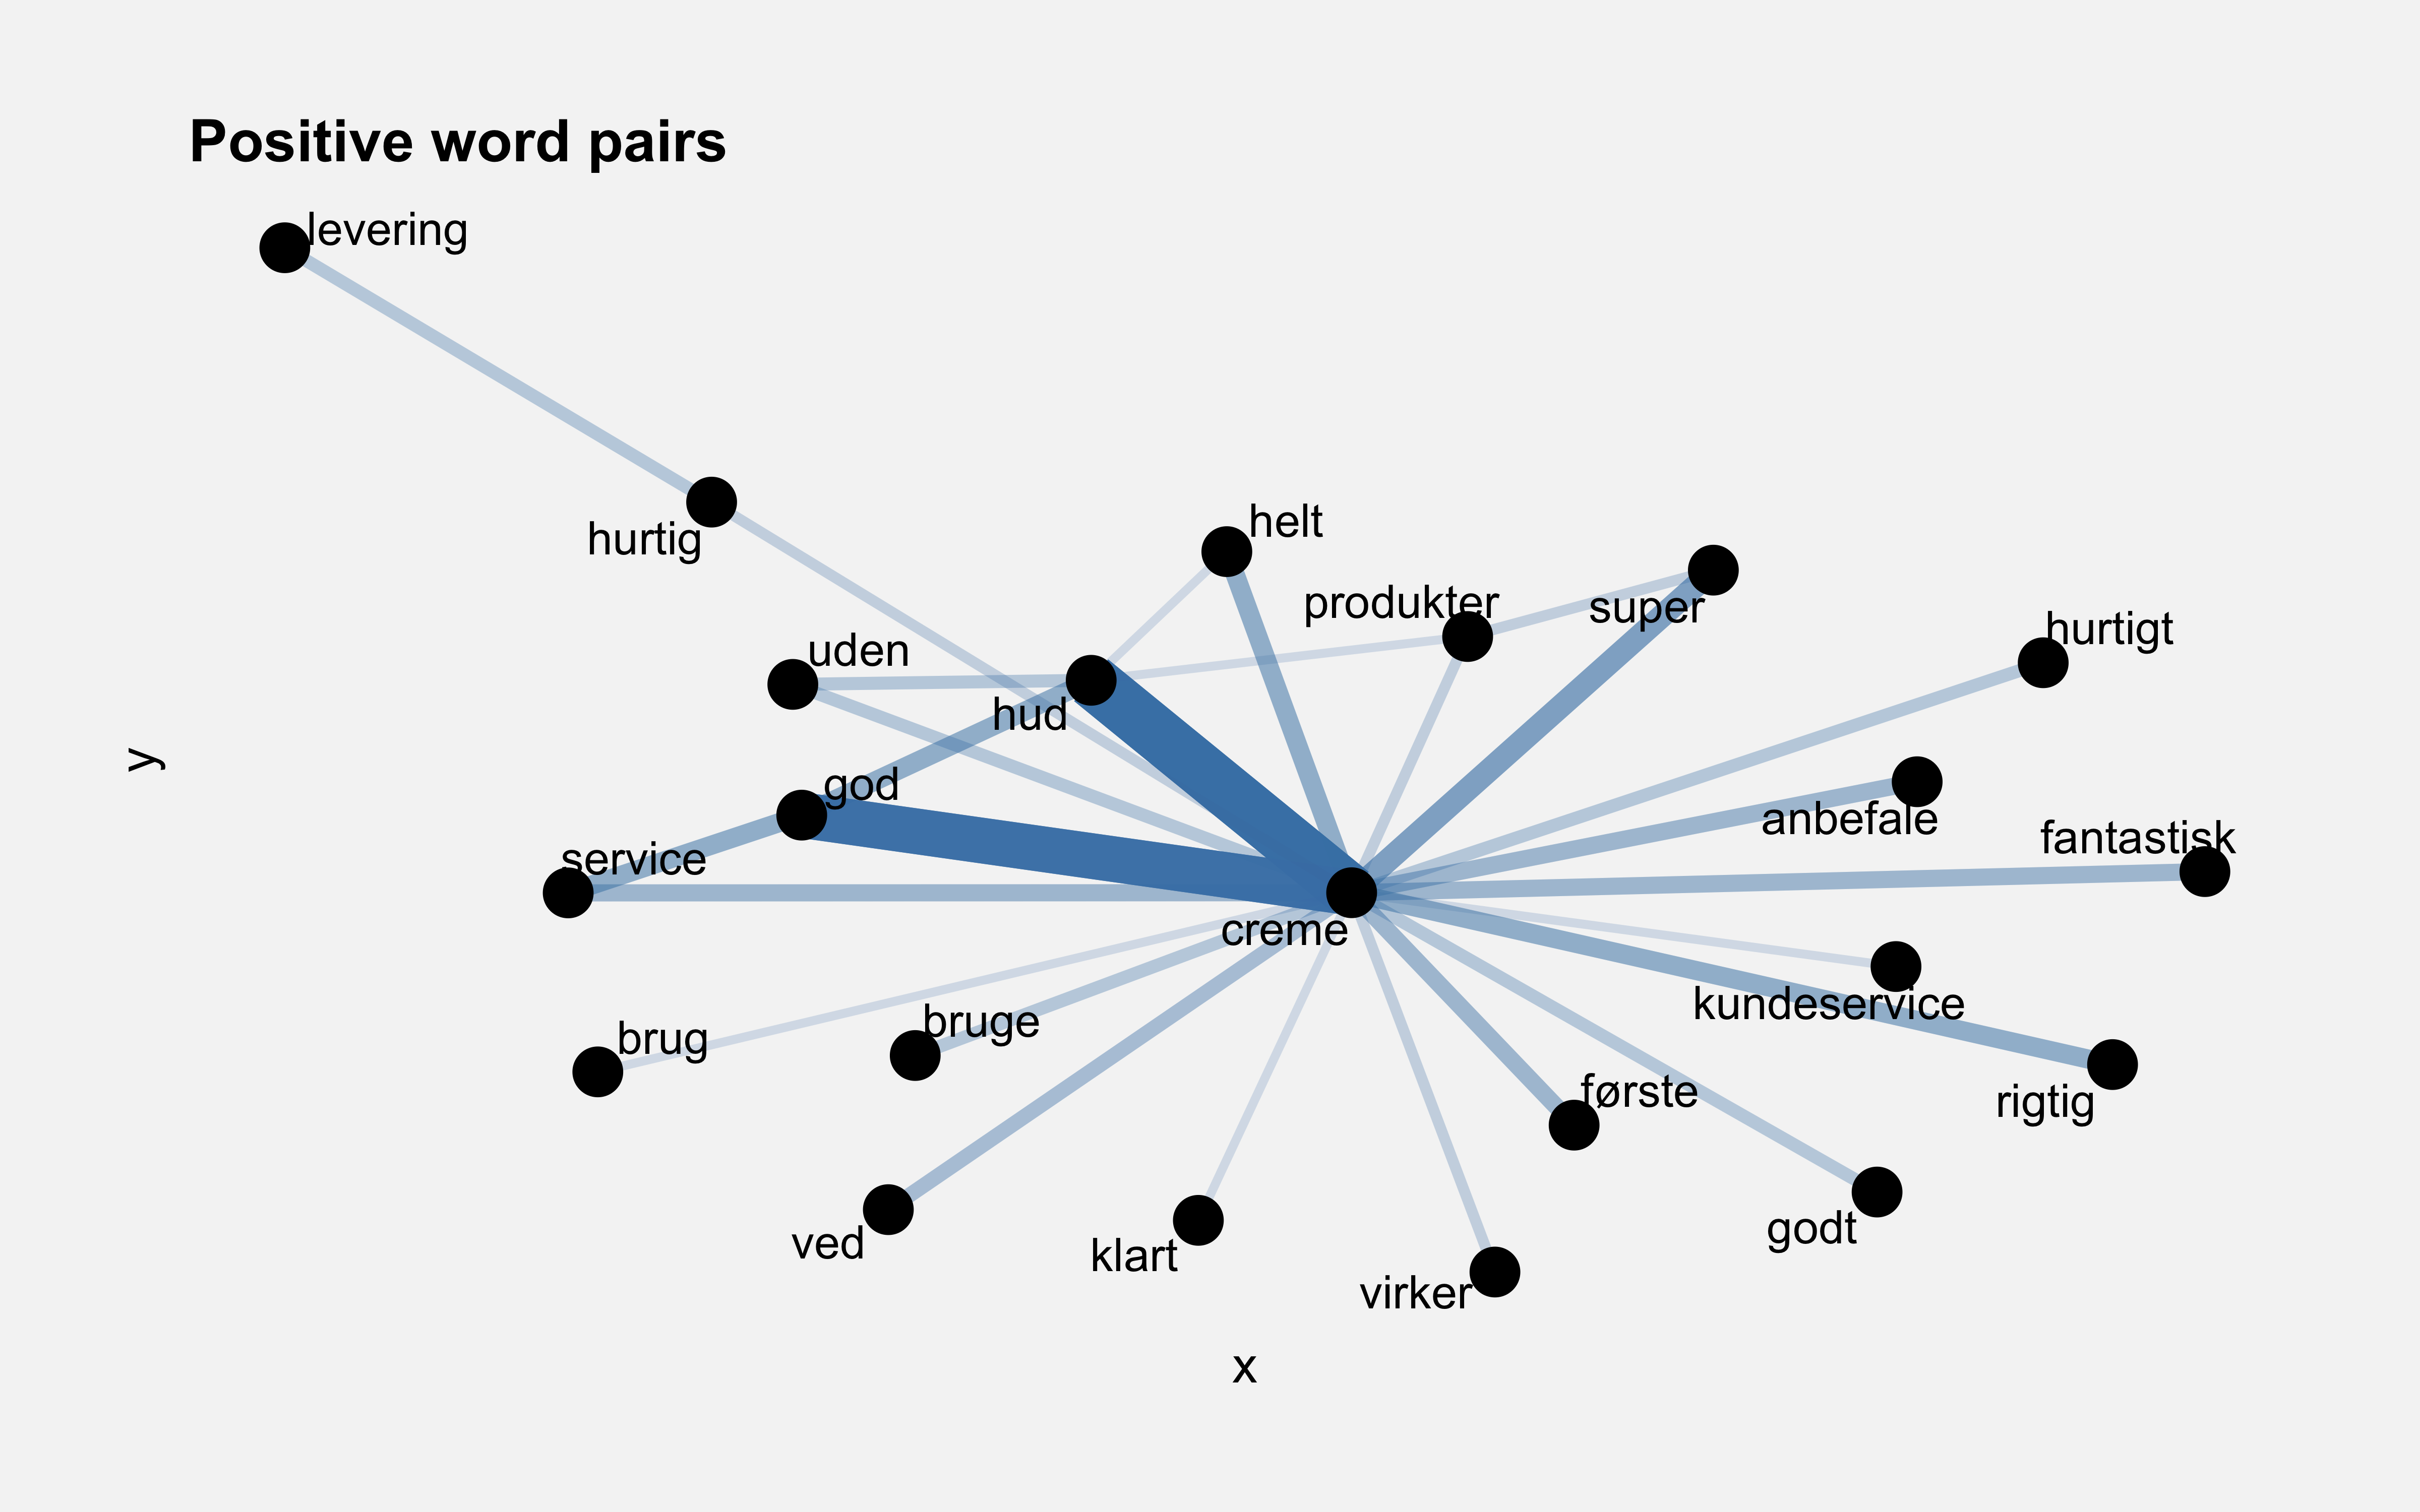 Positive word pairs
levering
hurtig
helt
produkter
super
hurtigt
uden
hud
god
anbefale
fantastisk
service
creme
kundeservice
brug
bruge
første
rigtig
ved
klart
virker
godt
y
x